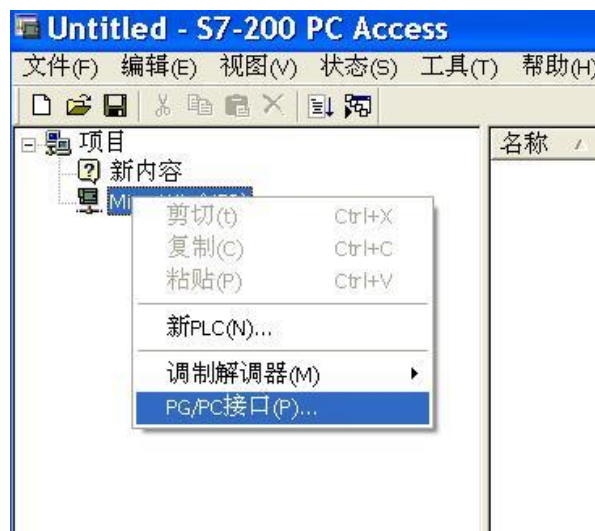 Untitled - S7-200 PC Access
文件(F) 编辑(E) 视图(V) 状态(S) 工具(T) 帮助(H)
项目
名称
新内容
剪切(t) Ctrl+X
复制(C) Ctrl+C
粘贴(P) Ctrl+V
新PLC(N)...
调制解调器(M)
PG/PC接口(P)...